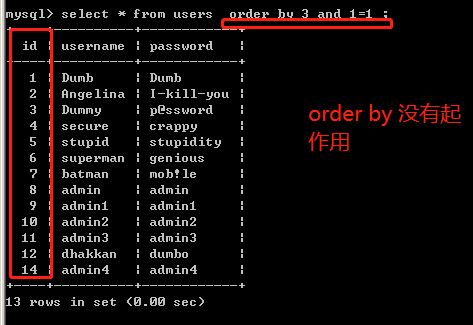 mysql> select * from users  order by 3 and 1=1 ;
+----+----------+------------+
| id | username | password   |
+----+----------+------------+
|  1 | Dumb     | Dumb       |
|  2 | Angelina | I-kill-you |
|  3 | Dummy    | p@ssword   |
|  4 | secure   | crappy     |
|  5 | stupid   | stupidity  |
|  6 | superman | genious    |
|  7 | batman   | mob!le     |
|  8 | admin    | admin      |
|  9 | admin1   | admin1     |
| 10 | admin2   | admin2     |
| 11 | admin3   | admin3     |
| 12 | dhakkan  | dumbo      |
| 14 | admin4   | admin4     |
+----+----------+------------+
13 rows in set (0.00 sec)
order by 没有起
作用